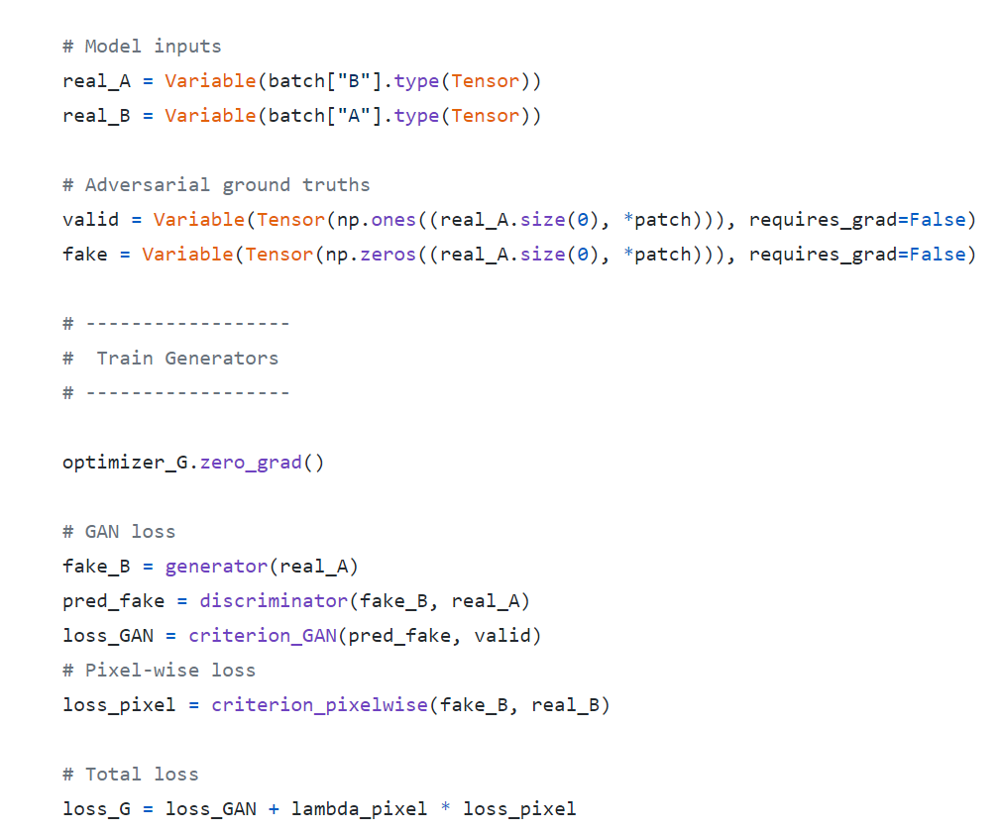 # Model inputs
real_A = Variable(batch["B"].type(Tensor))
real_B = Variable(batch["A"].type(Tensor))
# Adversarial ground truths
valid = Variable(Tensor(np.ones((real_A.size(0), *patch))), requires_grad=False)
fake = Variable(Tensor(np.zeros((real_A.size(0), *patch))), requires_grad=False)
# ------------------
#  Train Generators
# ------------------
optimizer_G.zero_grad()
# GAN loss
fake_B = generator(real_A)
pred_fake = discriminator(fake_B, real_A)
loss_GAN = criterion_GAN(pred_fake, valid)
# Pixel-wise loss
loss_pixel = criterion_pixelwise(fake_B, real_B)
# Total loss
loss_G = loss_GAN + lambda_pixel * loss_pixel